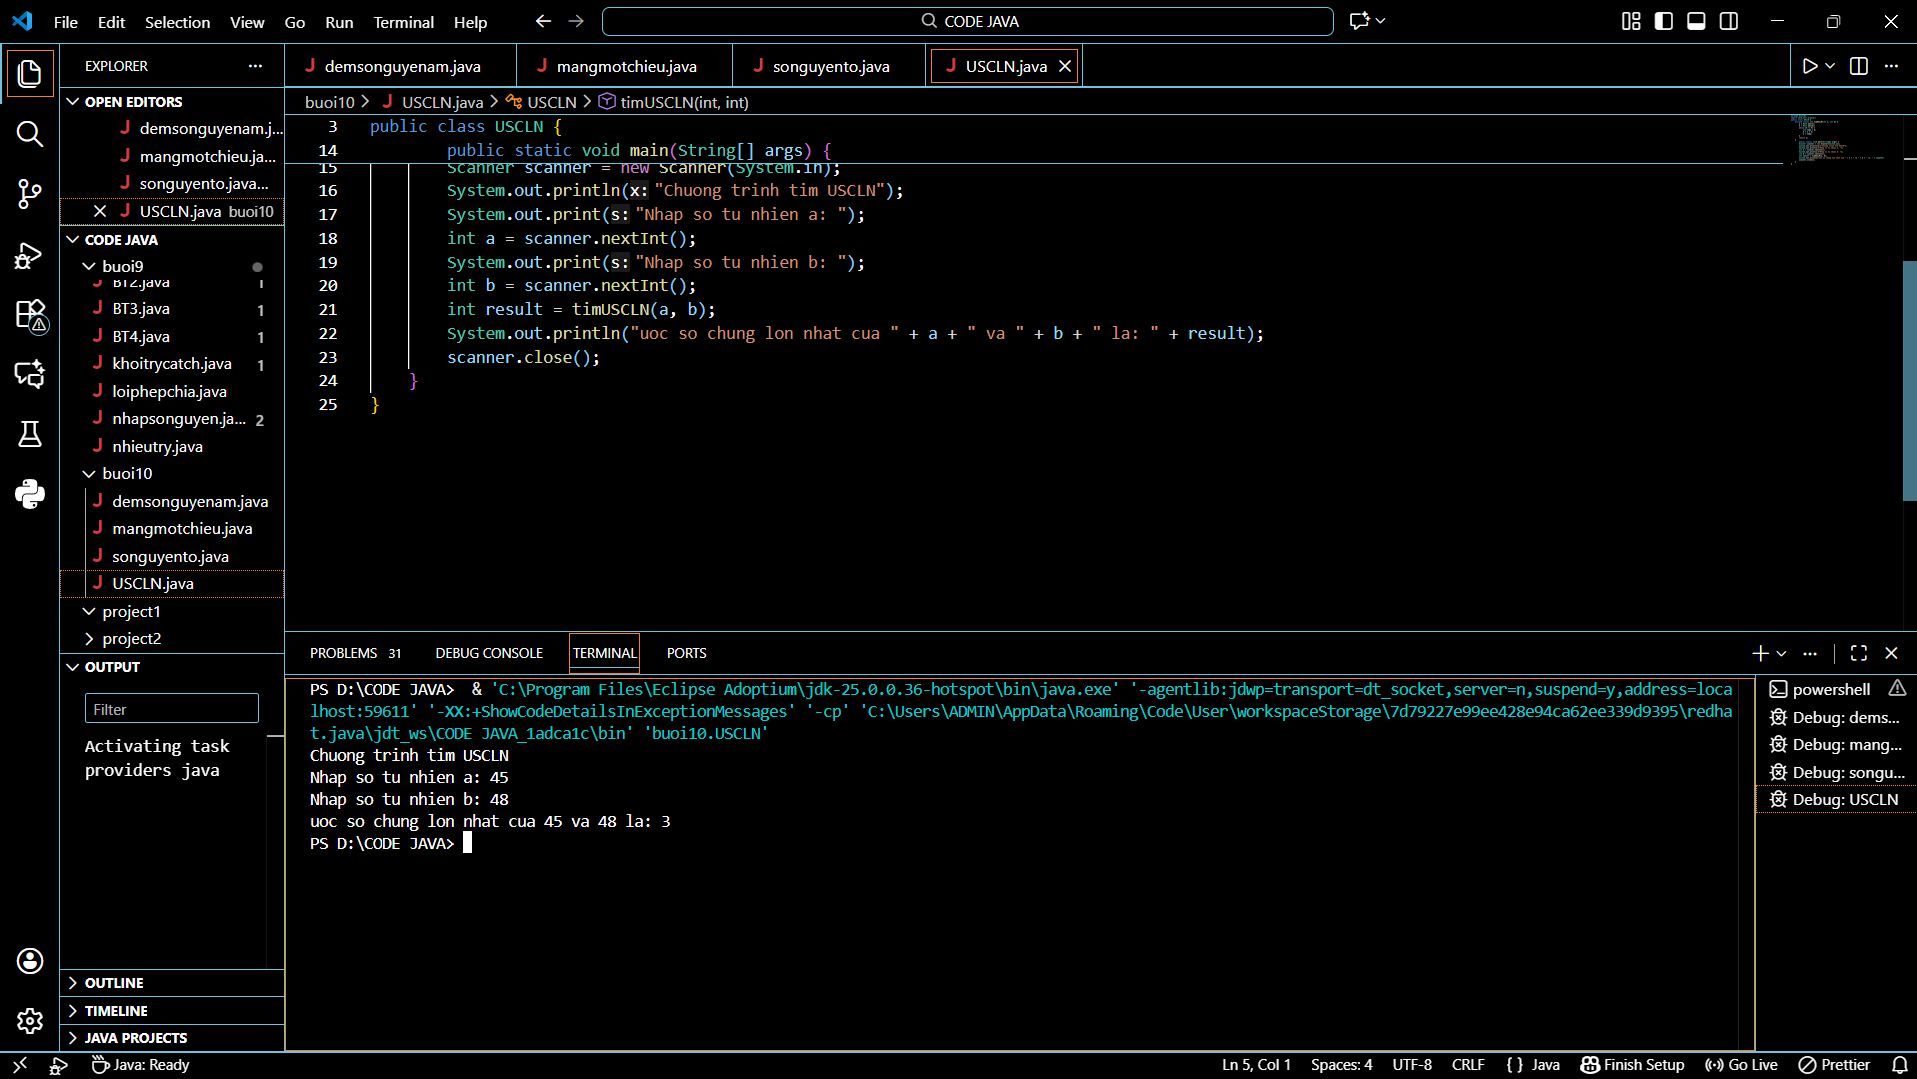 File Edit Selection View Go Run Terminal Help
CODE JAVA
EXPLORER
OPEN EDITORS
demsonguyenam.j...
mangmotchieu.ja...
songuyento.java...
USCLN.java buoi10
CODE JAVA
buoi9
BT2.java 1
BT3.java 1
BT4.java 1
khoitrycatch.java 1
loiphepchia.java
nhapsonguyen.ja... 2
nhieutry.java
buoi10
demsonguyenam.java
mangmotchieu.java
songuyento.java
USCLN.java
project1
project2
OUTPUT
Filter
Activating task
providers java
OUTLINE
TIMELINE
JAVA PROJECTS
demsonguyenam.java mangmotchieu.java songuyento.java USCLN.java
buoi10 > USCLN.java > USCLN > timUSCLN(int, int)
3 public class USCLN {
14 public static void main(String[] args) {
15 Scanner scanner = new Scanner(System.in);
16 System.out.println(x: "Chuong trinh tim USCLN");
17 System.out.print(s: "Nhap so tu nhien a: ");
18 int a = scanner.nextInt();
19 System.out.print(s: "Nhap so tu nhien b: ");
20 int b = scanner.nextInt();
21 int result = timUSCLN(a, b);
22 System.out.println("uoc so chung lon nhat cua " + a + " va " + b + " la: " + result);
23 scanner.close();
24 }
25 }
PROBLEMS 31 DEBUG CONSOLE TERMINAL PORTS
PS D:\CODE JAVA> & 'C:\Program Files\Eclipse Adoptium\jdk-25.0.0.36-hotspot\bin\java.exe' '-agentlib:jdwp=transport=dt_socket,server=n,suspend=y,address=loca
lhost:59611' '-XX:+ShowCodeDetailsInExceptionMessages' '-cp' 'C:\Users\ADMIN\AppData\Roaming\Code\User\workspaceStorage\7d79227e99ee428e94ca62ee339d9395\redha
t.java\jdt_ws\CODE JAVA_1adca1c\bin' 'buoi10.USCLN'
Chuong trinh tim USCLN
Nhap so tu nhien a: 45
Nhap so tu nhien b: 48
uoc so chung lon nhat cua 45 va 48 la: 3
PS D:\CODE JAVA>
powershell
Debug: dems...
Debug: mang...
Debug: songu...
Debug: USCLN
Java: Ready
Ln 5, Col 1 Spaces: 4 UTF-8 CRLF {} Java Finish Setup Go Live Prettier